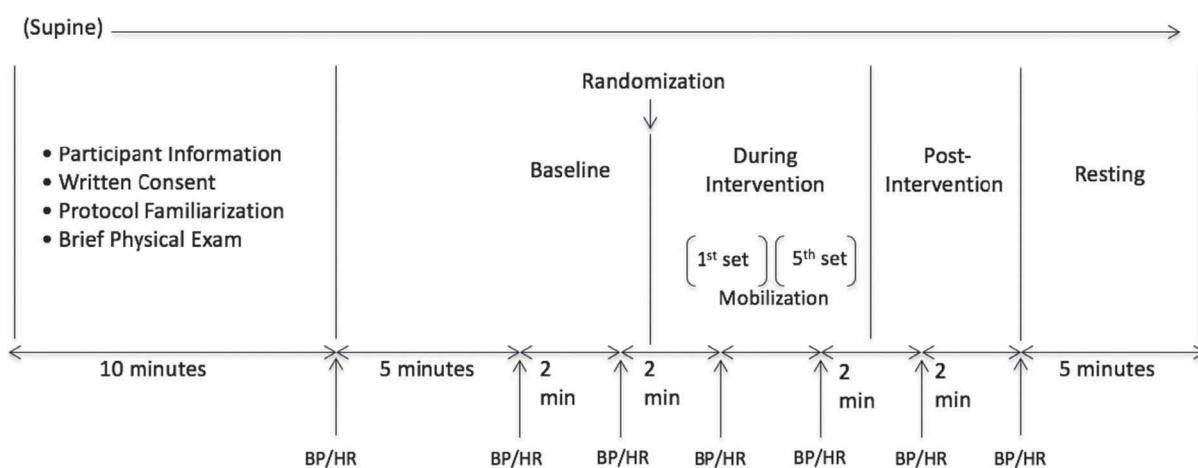 (Supine)
Randomization
• Participant Information
• Written Consent
• Protocol Familiarization
• Brief Physical Exam
Baseline
During
Intervention
Post-
Intervention
Resting
1st set
5th set
Mobilization
10 minutes
5 minutes
2
min
2
min
2
min
2
min
5 minutes
BP/HR
BP/HR
BP/HR
BP/HR
BP/HR
BP/HR
BP/HR